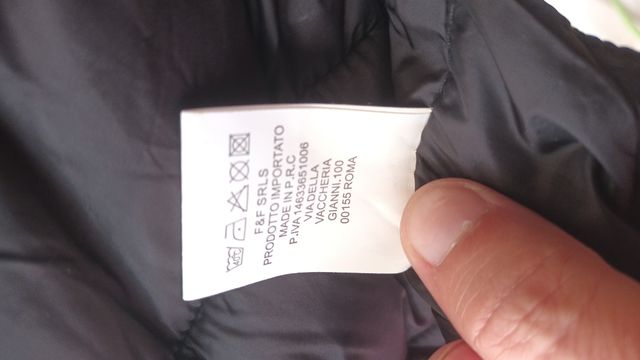 F&F SRLS
PRODOTTO IMPORTATO
MADE IN P.R.C
P.IVA 14633651006
VIA DELLA
VACCHERIA
GIANNI.100
00155 ROMA